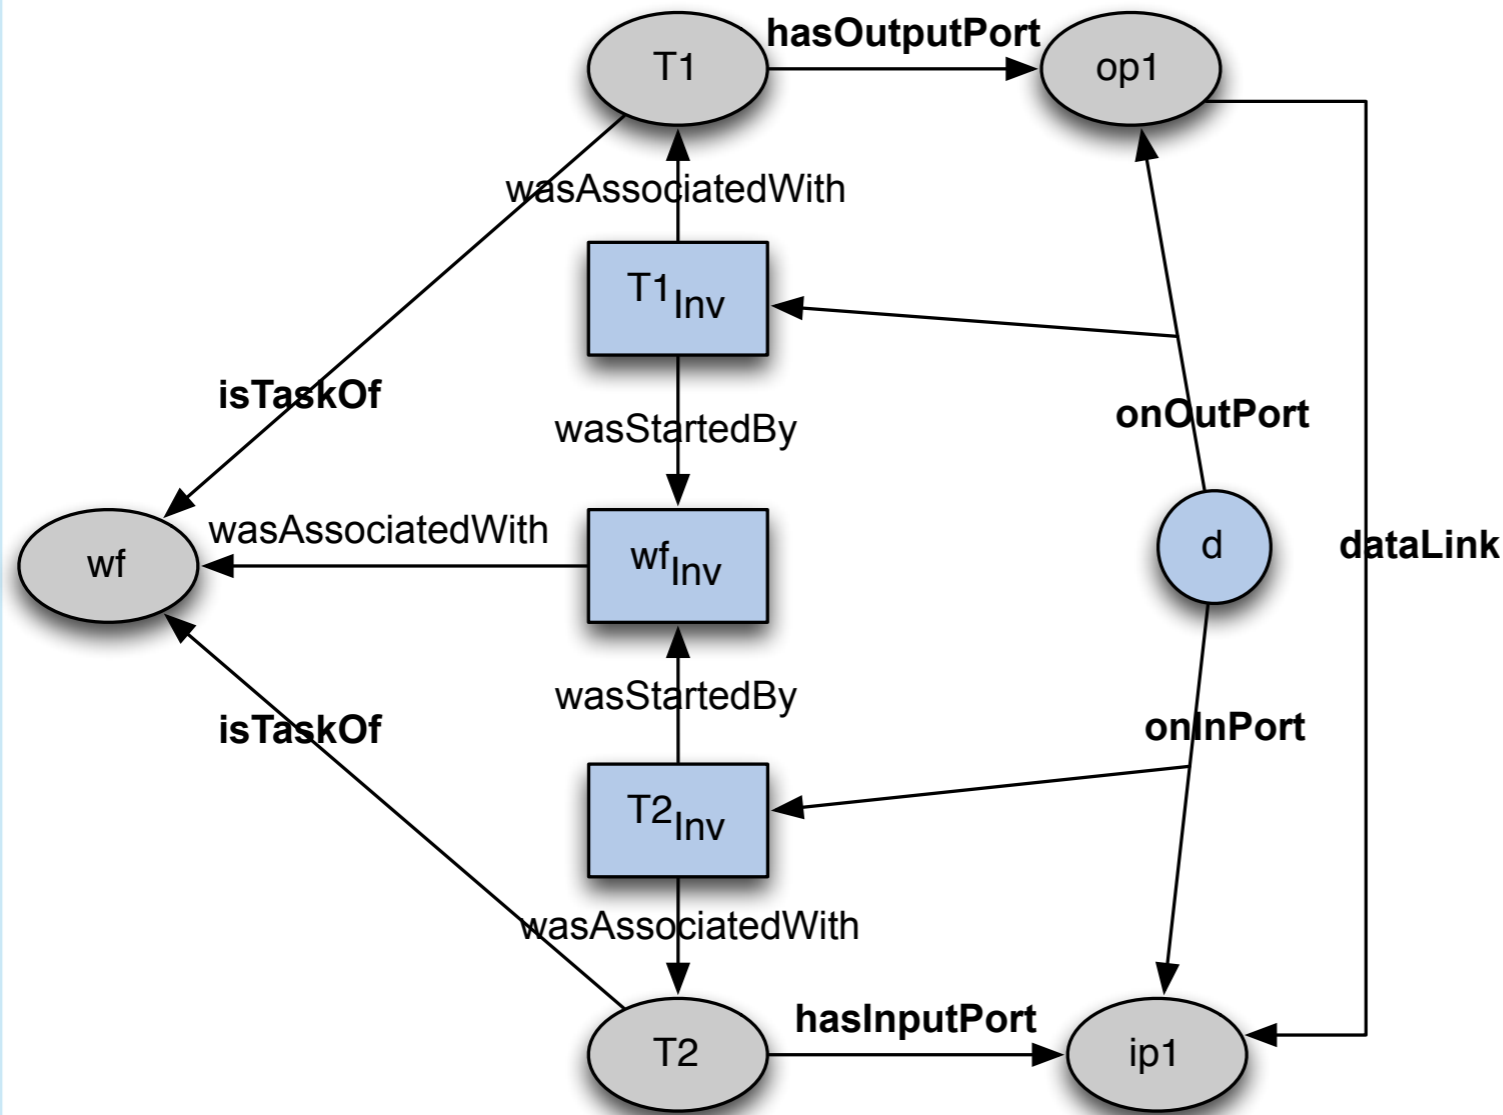 hasOutputPort
T1
op1
wasAssociatedWith
T1Inv
isTaskOf
wasStartedBy
onOutPort
wasAssociatedWith
wf
wfInv
d
dataLink
wasStartedBy
isTaskOf
onInPort
T2Inv
wasAssociatedWith
hasInputPort
T2
ip1